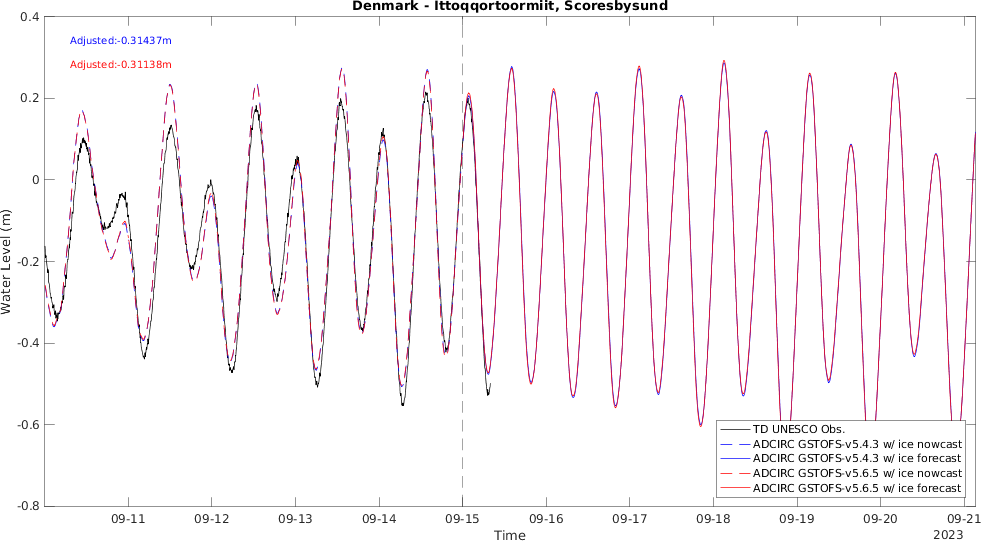 Denmark - Ittoqqortoormiit, Scoresbysund
Adjusted:-0.31437m
Adjusted:-0.31138m
0.4
0.2
0
-0.2
-0.4
-0.6
-0.8
Water Level (m)
TD UNESCO Obs.
ADCIRC GSTOFS-v5.4.3 w/ ice nowcast
ADCIRC GSTOFS-v5.4.3 w/ ice forecast
ADCIRC GSTOFS-v5.6.5 w/ ice nowcast
ADCIRC GSTOFS-v5.6.5 w/ ice forecast
09-11 09-12 09-13 09-14 09-15 09-16 09-17 09-18 09-19 09-20 09-21
Time
2023